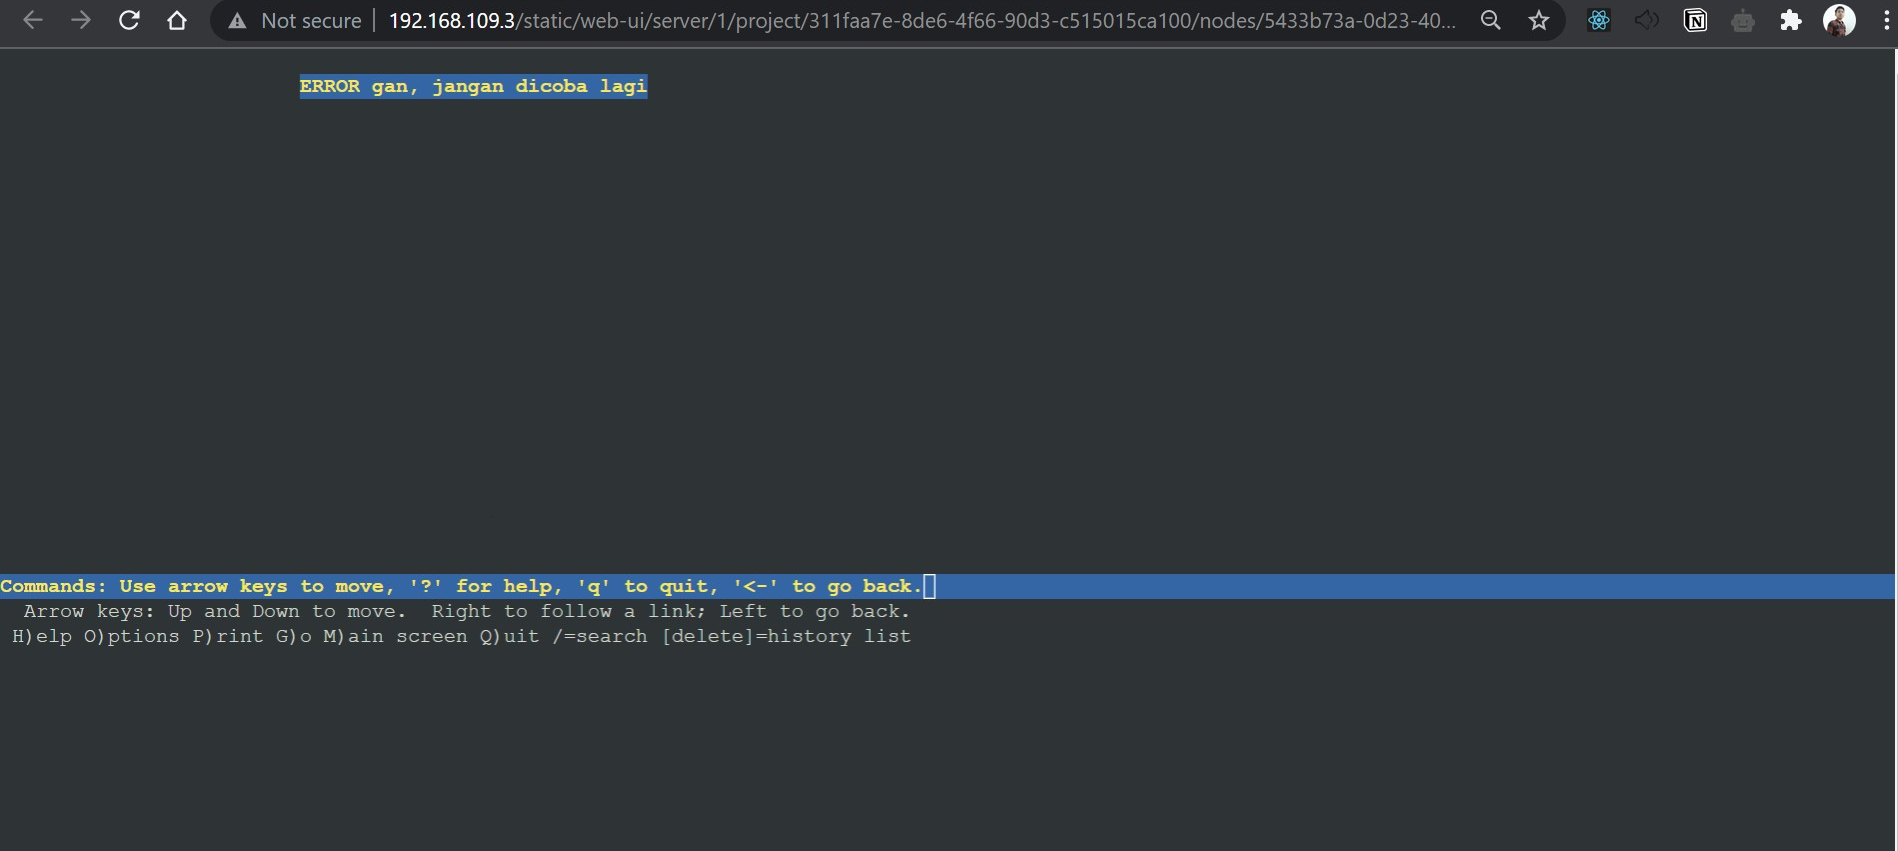 Not secure 192.168.109.3/static/web-ui/server/1/project/311faa7e-8de6-4f66-90d3-c515015ca100/nodes/5433b73a-0d23-40...
ERROR gan, jangan dicoba lagi
Commands: Use arrow keys to move, '?' for help, 'q' to quit, '<-' to go back.
Arrow keys: Up and Down to move.  Right to follow a link; Left to go back.
H)elp O)ptions P)rint G)o M)ain screen Q)uit /=search [delete]=history list